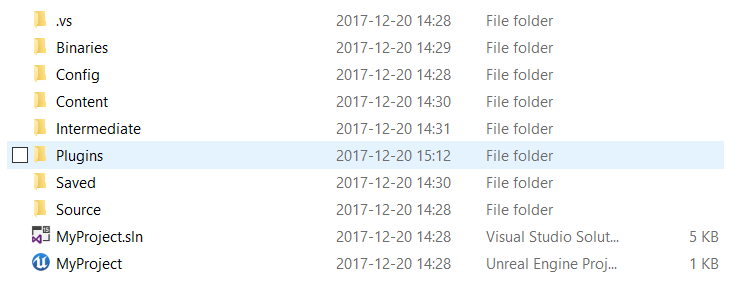 .vs 2017-12-20 14:28 File folder
Binaries 2017-12-20 14:29 File folder
Config 2017-12-20 14:28 File folder
Content 2017-12-20 14:30 File folder
Intermediate 2017-12-20 14:31 File folder
Plugins 2017-12-20 15:12 File folder
Saved 2017-12-20 14:30 File folder
Source 2017-12-20 14:28 File folder
MyProject.sln 2017-12-20 14:28 Visual Studio Solut... 5 KB
MyProject 2017-12-20 14:28 Unreal Engine Proj... 1 KB